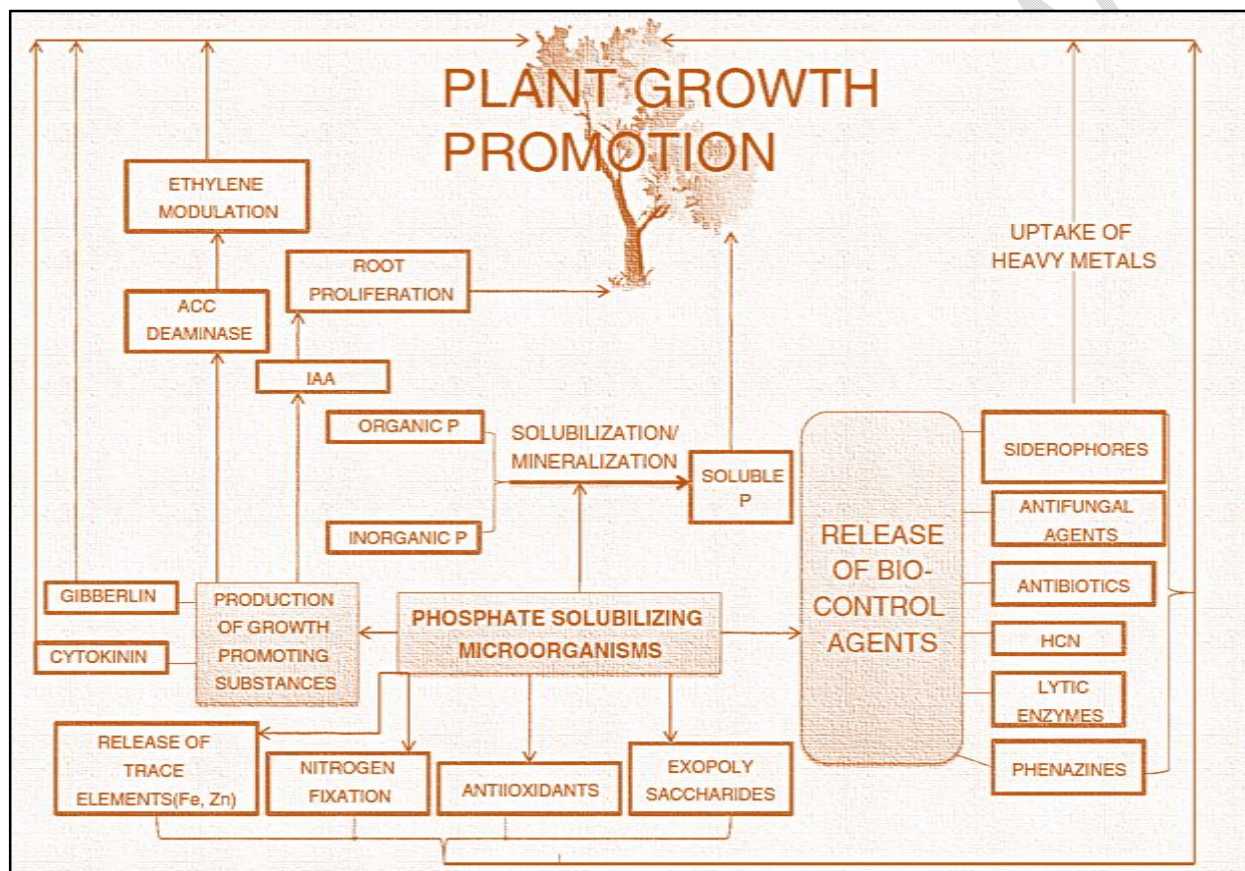 PLANT GROWTH
PROMOTION
ETHYLENE
MODULATION
UPTAKE OF
HEAVY METALS
ROOT
PROLIFERATION
ACC
DEAMINASE
IAA
ORGANIC P
SOLUBILIZATION/
MINERALIZATION
SOLUBLE
P
INORGANIC P
SIDEROPHORES
ANTIFUNGAL
AGENTS
RELEASE
OF BIO-
CONTROL
AGENTS
ANTIBIOTICS
HCN
LYTIC
ENZYMES
PHENAZINES
GIBBERLIN
CYTOKININ
PRODUCTION
OF GROWTH
PROMOTING
SUBSTANCES
PHOSPHATE SOLUBILIZING
MICROORGANISMS
RELEASE OF
TRACE
ELEMENTS(Fe, Zn)
NITROGEN
FIXATION
ANTIIOXIDANTS
EXOPOLY
SACCHARIDES